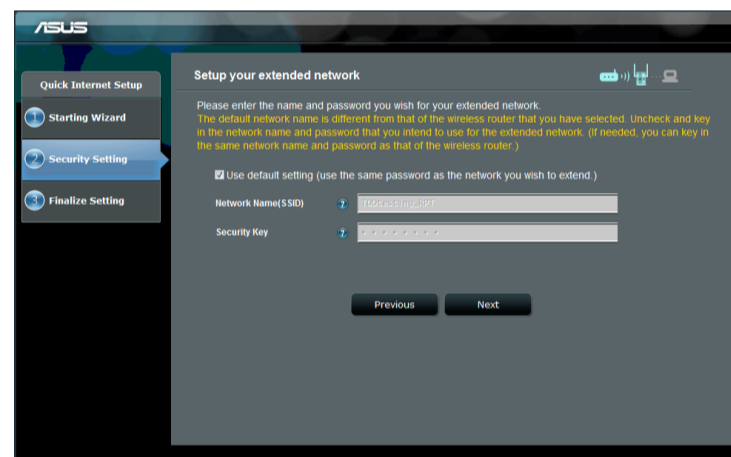 ASUS
Quick Internet Setup
1 Starting Wizard
2 Security Setting
3 Finalize Setting
Setup your extended network
Please enter the name and password you wish for your extended network.
The default network name is different from that of the wireless router that you have selected. Uncheck and key
in the network name and password that you intend to use for the extended network. (If needed, you can key in
the same network name and password as that of the wireless router.)
Use default setting (use the same password as the network you wish to extend.)
Network Name(SSID) ?
Security Key ?
Previous Next